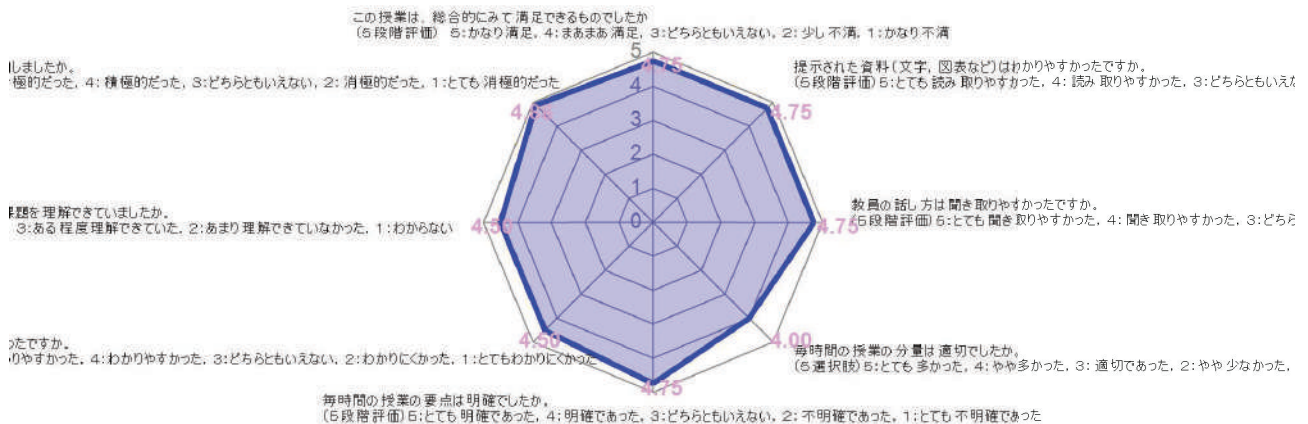 この授業は、総合的にみて満足できるものでしたか
(5段階評価) 5:かなり満足, 4:まあまあ満足, 3:どちらともいえない, 2:少し不満, 1:かなり不満
しましたか。
極的だった, 4:積極的だった, 3:どちらともいえない, 2:消極的だった, 1:とても消極的だった
提示された資料(文字, 図表など)はわかりやすかったですか。
(5段階評価)5:とても読み取りやすかった, 4:読み取りやすかった, 3:どちらともいえ
5
4
3
2
1
0
4.75
4.75
を理解できていましたか。
3:ある程度理解できていた, 2:あまり理解できていなかった, 1:わからない
教員の話し方は聞き取りやすかったですか。
4.75
(5段階評価)5:とても聞き取りやすかった, 4:聞き取りやすかった, 3:どちら
ったですか。
りやすかった, 4:わかりやすかった, 3:どちらともいえない, 2:わかりにくかった, 1:とてもわかりにくかった
4.50
4.00
毎時間の授業の分量は適切でしたか。
(5選択肢)5:とても多かった, 4:やや多かった, 3:適切であった, 2:やや少なかった,
4.75
毎時間の授業の要点は明確でしたか。
(5段階評価)5:とても明確であった, 4:明確であった, 3:どちらともいえない, 2:不明確であった, 1:とても不明確であった